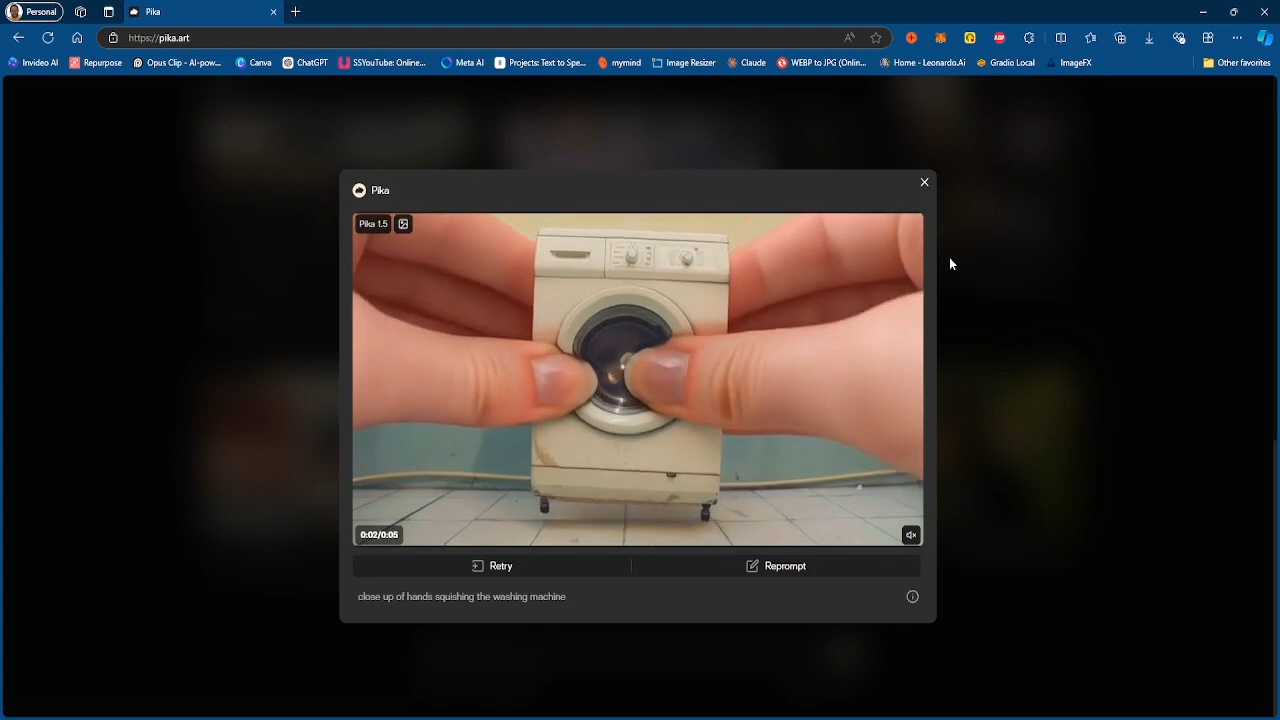 Personal
Pika
https://pika.art
Invideo AI
Repurpose
Opus Clip - AI-pow...
Canva
ChatGPT
SSYouTube: Online...
Meta AI
Projects: Text to Spe...
mymind
Image Resizer
Claude
WEBP to JPG (Onlin...
Home - Leonardo.Ai
Gradio Local
ImageFX
Other favorites
Pika
Pika 1.5
0:02/0:05
Retry
Reprompt
close up of hands squishing the washing machine